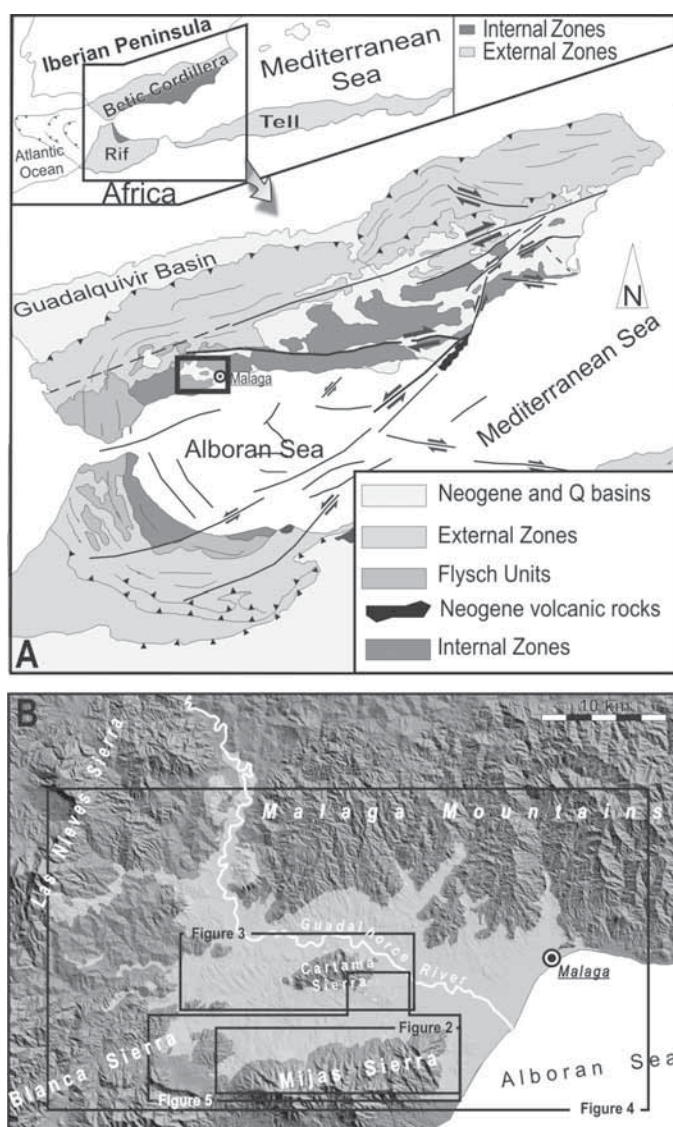 Iberian Peninsula
Mediterranean
Sea
Internal Zones
External Zones
Betic Cordillera
Tell
Rif
Atlantic
Ocean
Africa
Guadalquivir Basin
N
Malaga
Mediterranean Sea
Alboran Sea
Neogene and Q basins
External Zones
Flysch Units
Neogene volcanic rocks
Internal Zones
A
B
10 km
Las Nieves Sierra
Malaga Mountains
Guadalhorce River
Figure 3
Cartama
Sierra
Malaga
Figure 2
Blanca Sierra
Mijas Sierra
Alboran Sea
Figure 5
Figure 4